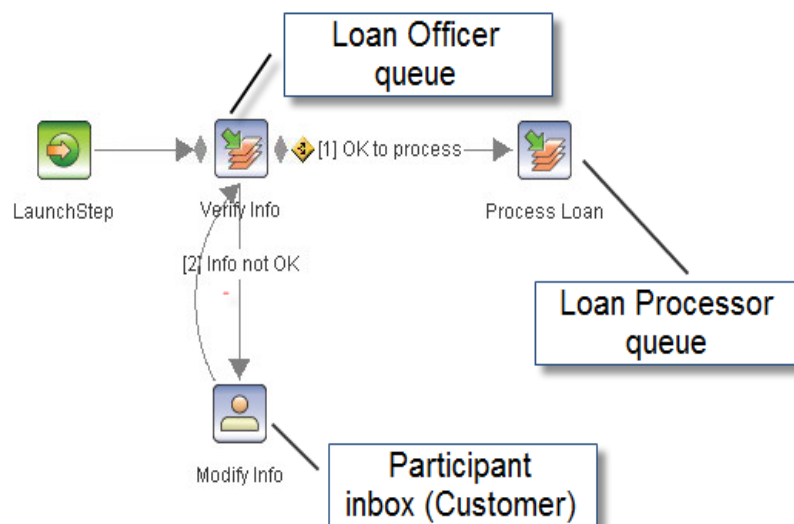 Loan Officer
queue
[1] OK to process
LaunchStep
Verify Info
Process Loan
[2] Info not OK
Loan Processor
queue
Modify Info
Participant
inbox (Customer)